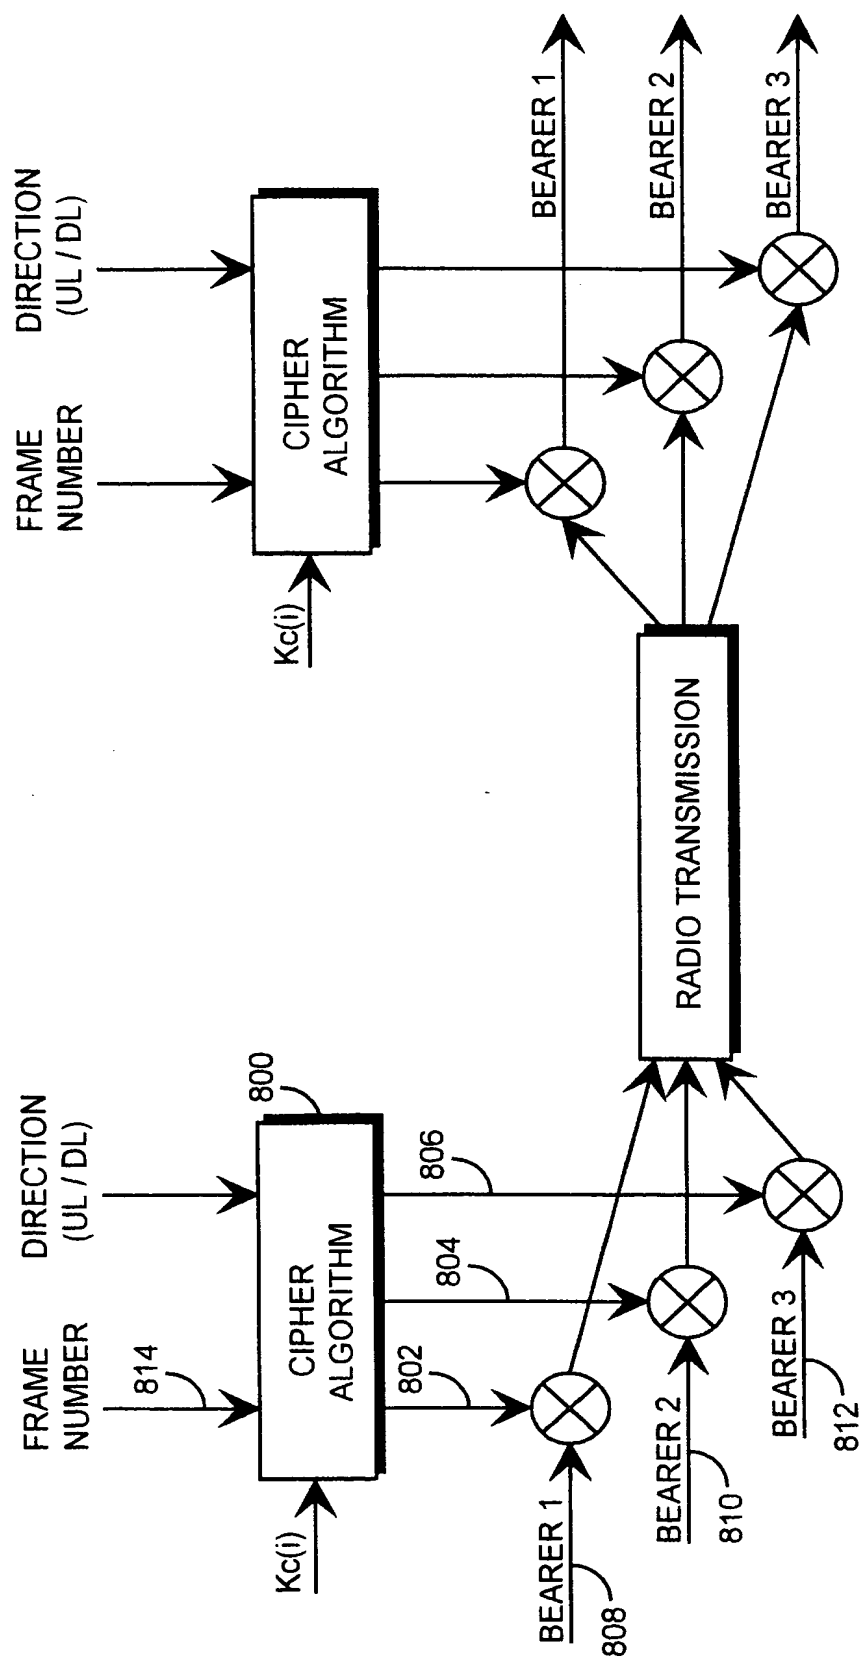 FRAME
NUMBER
DIRECTION
(UL / DL)
814
Kc(i)
CIPHER
ALGORITHM
800
802
804
806
BEARER 1
808
BEARER 2
810
BEARER 3
812
RADIO TRANSMISSION
FRAME
NUMBER
DIRECTION
(UL / DL)
Kc(i)
CIPHER
ALGORITHM
BEARER 1
BEARER 2
BEARER 3